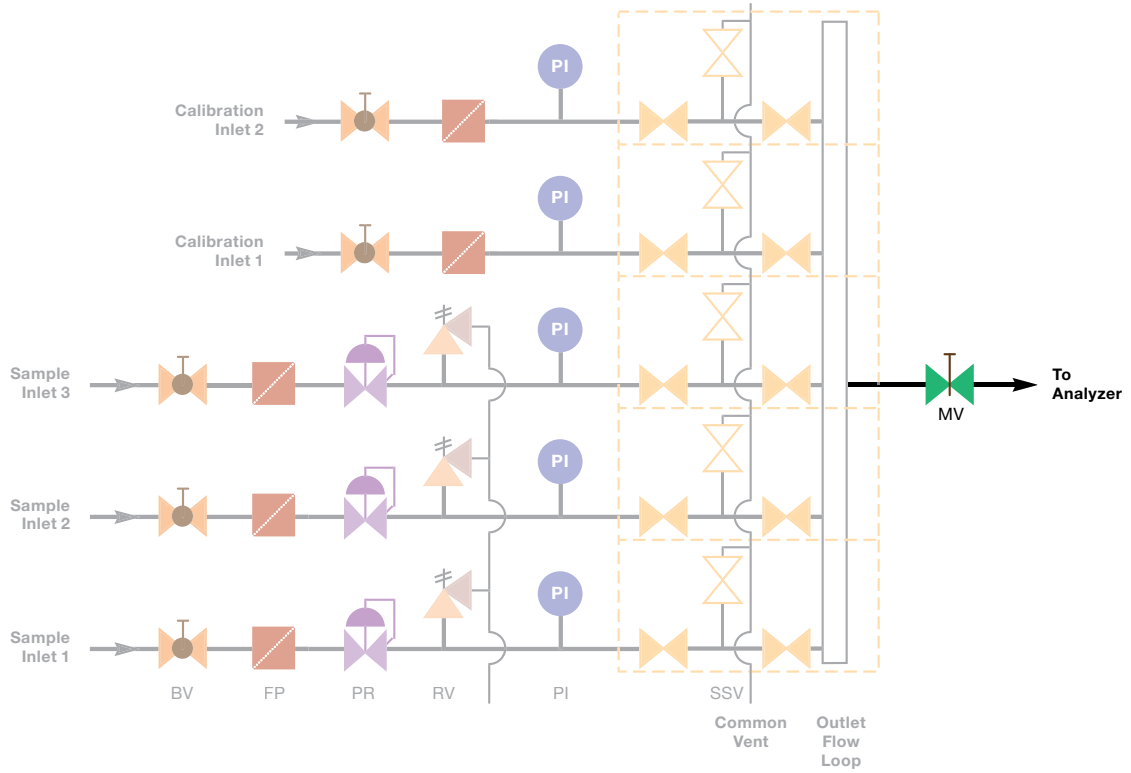 PI
Calibration
Inlet 2
PI
Calibration
Inlet 1
PI
Sample
Inlet 3
To
Analyzer
MV
PI
Sample
Inlet 2
PI
Sample
Inlet 1
BV FP PR RV PI SSV
Common
Vent
Outlet
Flow
Loop